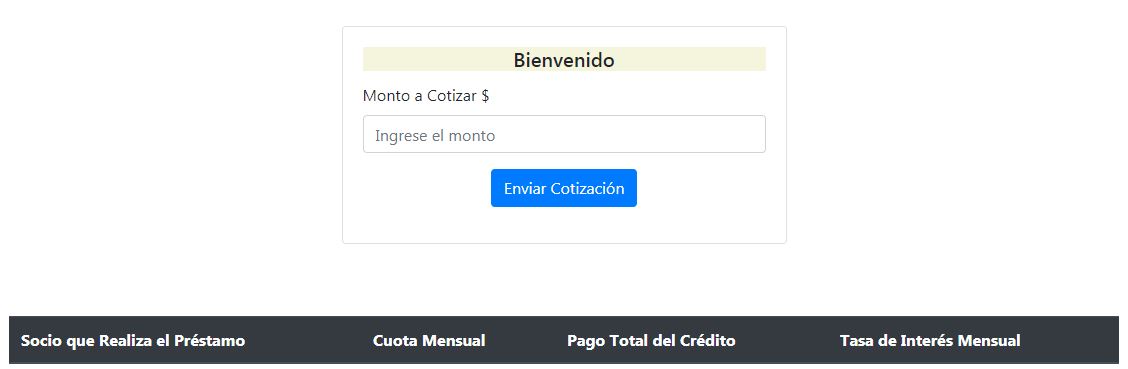 Bienvenido
Monto a Cotizar $
Ingrese el monto
Enviar Cotización
Socio que Realiza el Préstamo Cuota Mensual Pago Total del Crédito Tasa de Interés Mensual